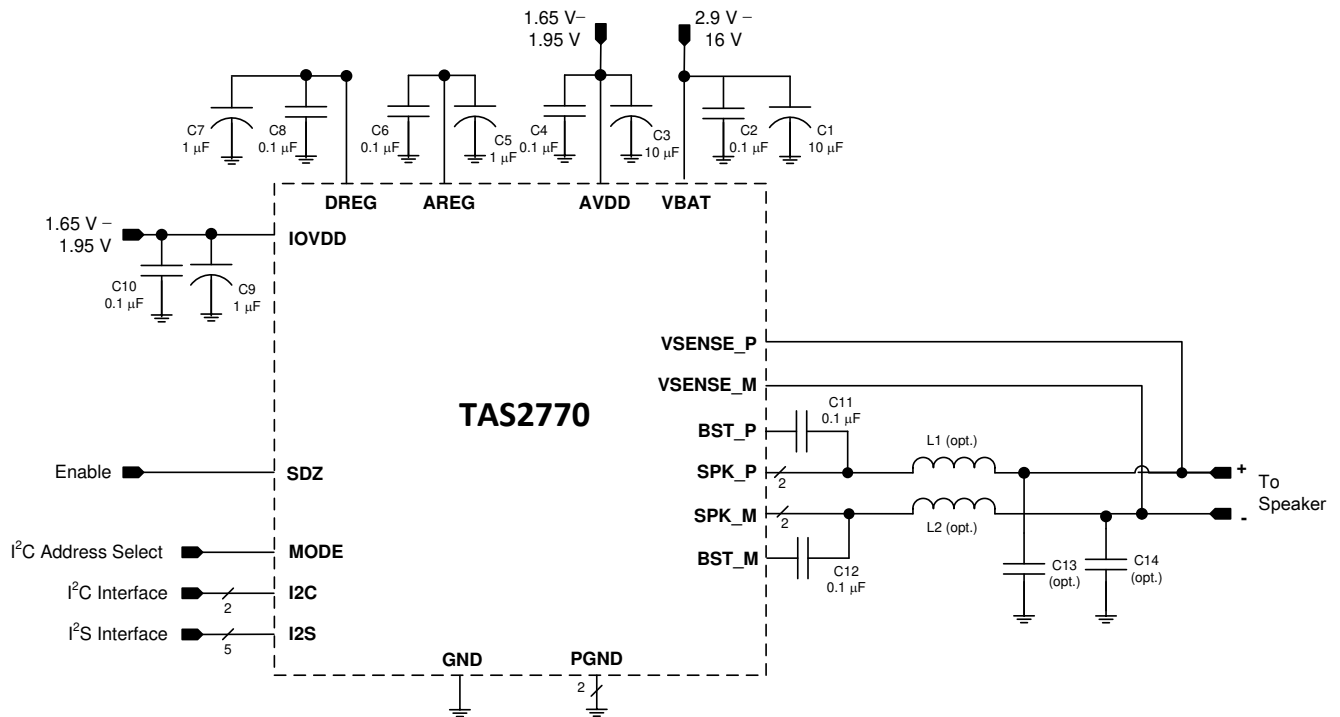 1.65 V–
1.95 V
2.9 V –
16 V
C7
1 μF
C8
0.1 μF
C6
0.1 μF
C5
1 μF
C4
0.1 μF
C3
10 μF
C2
0.1 μF
C1
10 μF
DREG
AREG
AVDD
VBAT
1.65 V –
1.95 V
IOVDD
C10
0.1 μF
C9
1 μF
VSENSE_P
VSENSE_M
TAS2770
C11
0.1 μF
BST_P
L1 (opt.)
Enable
SDZ
SPK_P
2
+
To
Speaker
SPK_M
2
L2 (opt.)
-
I²C Address Select
MODE
BST_M
C12
0.1 μF
C13
(opt.)
C14
(opt.)
I²C Interface
2
I2C
I²S Interface
5
I2S
GND
PGND
2